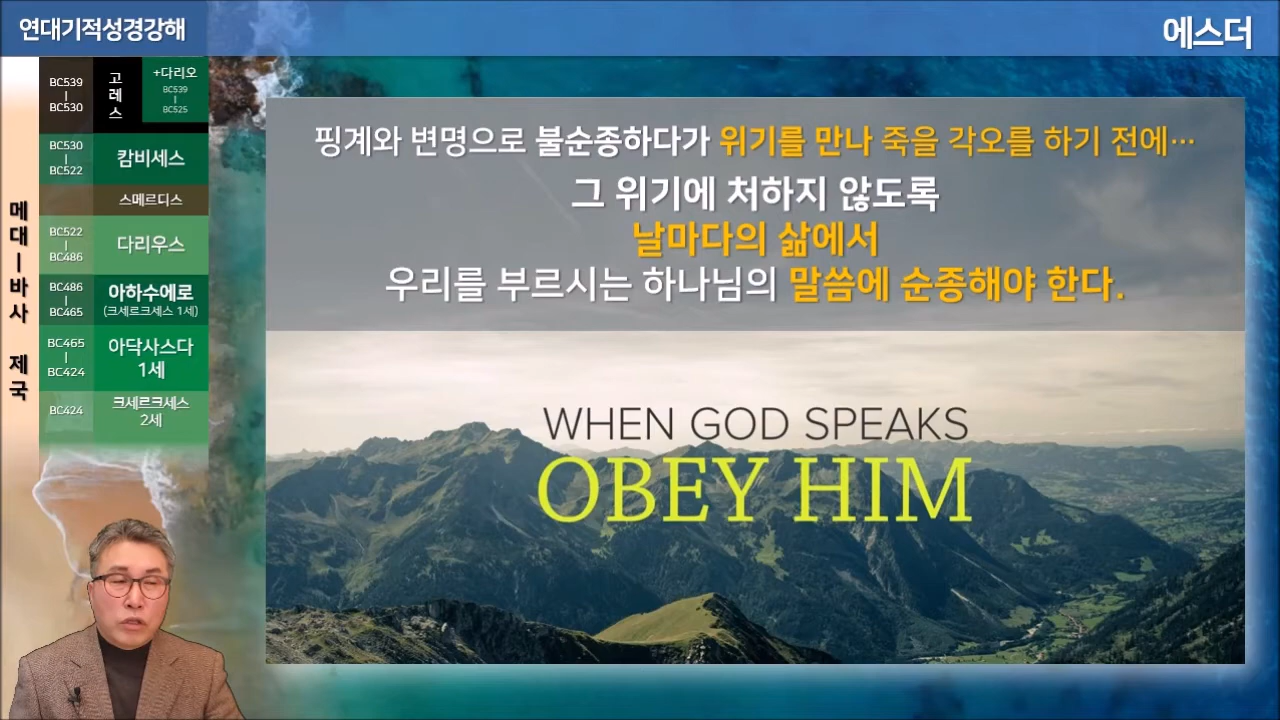 연대기적성경강해
에스더
메대-바사 제국
BC539
|
BC530
고레스
+다리오
BC539
|
BC525
BC530
|
BC522
캄비세스
스메르디스
BC522
|
BC486
다리우스
BC486
|
BC465
아하수에로
(크세르크세스 1세)
BC465
|
BC424
아닥사스다
1세
BC424
크세르크세스
2세
핑계와 변명으로 불순종하다가 위기를 만나 죽을 각오를 하기 전에…
그 위기에 처하지 않도록
날마다의 삶에서
우리를 부르시는 하나님의 말씀에 순종해야 한다.
WHEN GOD SPEAKS
OBEY HIM